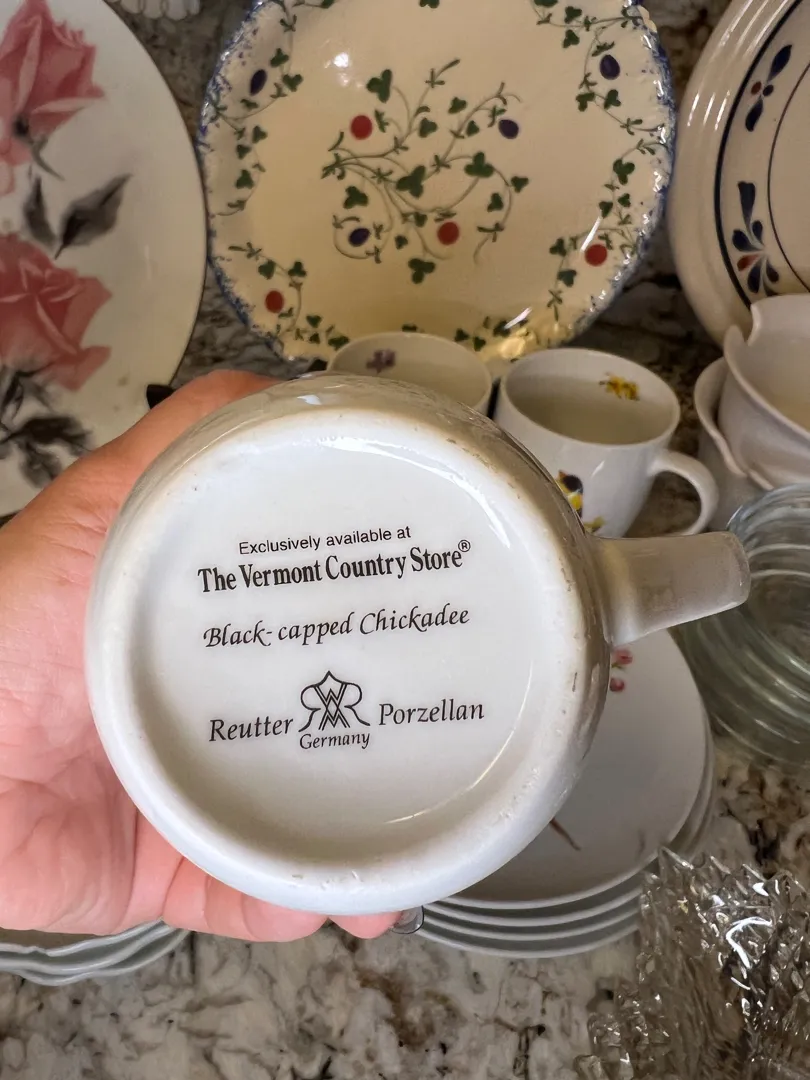 Exclusively available at
The Vermont Country Store®
Black-capped Chickadee
Reutter Porzellan
Germany